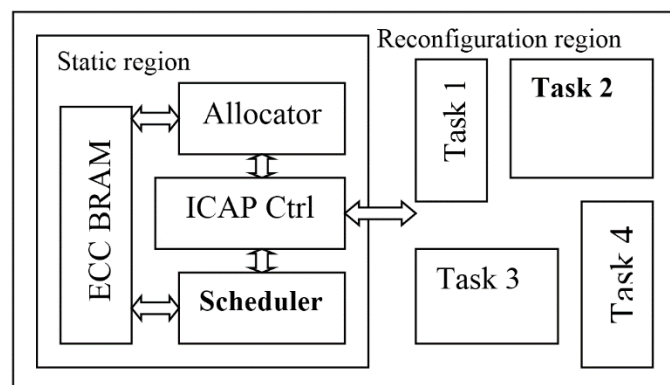 Static region
Allocator
ECC BRAM
ICAP Ctrl
Scheduler
Reconfiguration region
Task 1
Task 2
Task 3
Task 4